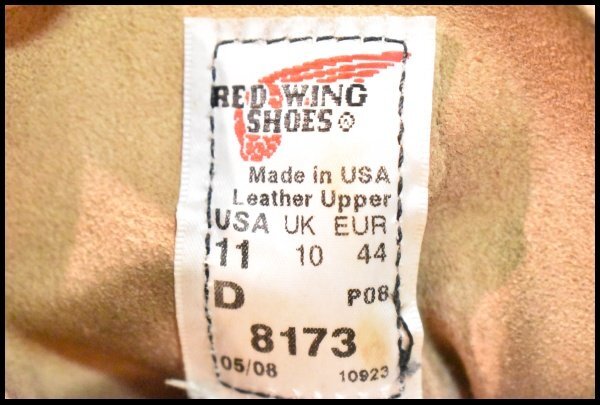 RED WING
SHOES®
Made in USA
Leather Upper
USA UK EUR
11 10 44
D P08
8173
05/08 10923